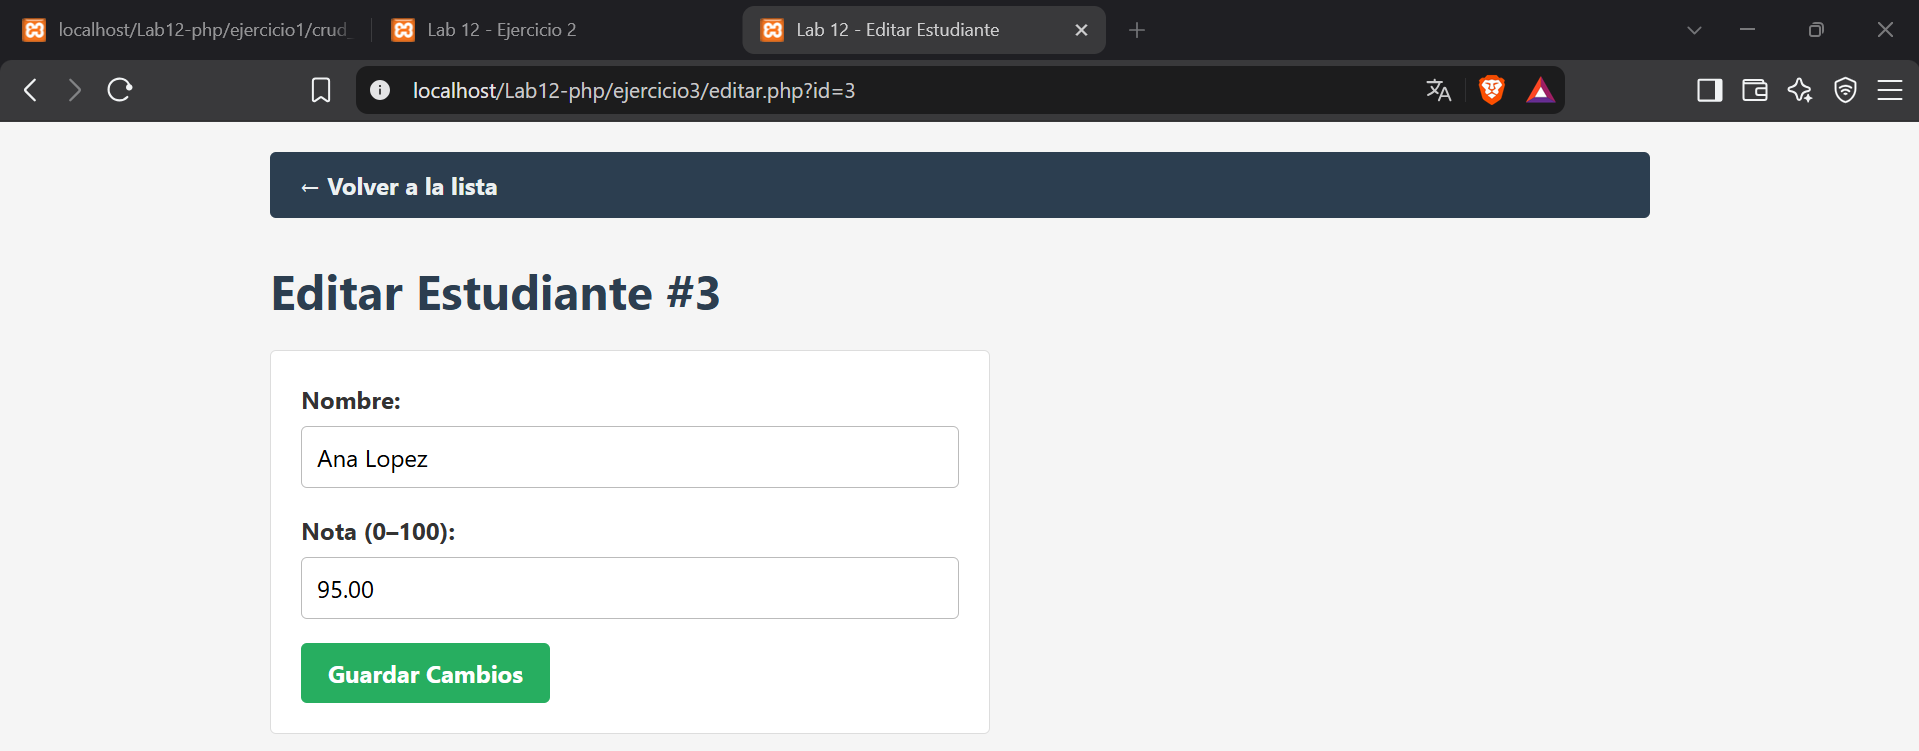 localhost/Lab12-php/ejercicio1/crud_
Lab 12 - Ejercicio 2
Lab 12 - Editar Estudiante
localhost/Lab12-php/ejercicio3/editar.php?id=3
← Volver a la lista
Editar Estudiante #3
Nombre:
Ana Lopez
Nota (0–100):
95.00
Guardar Cambios